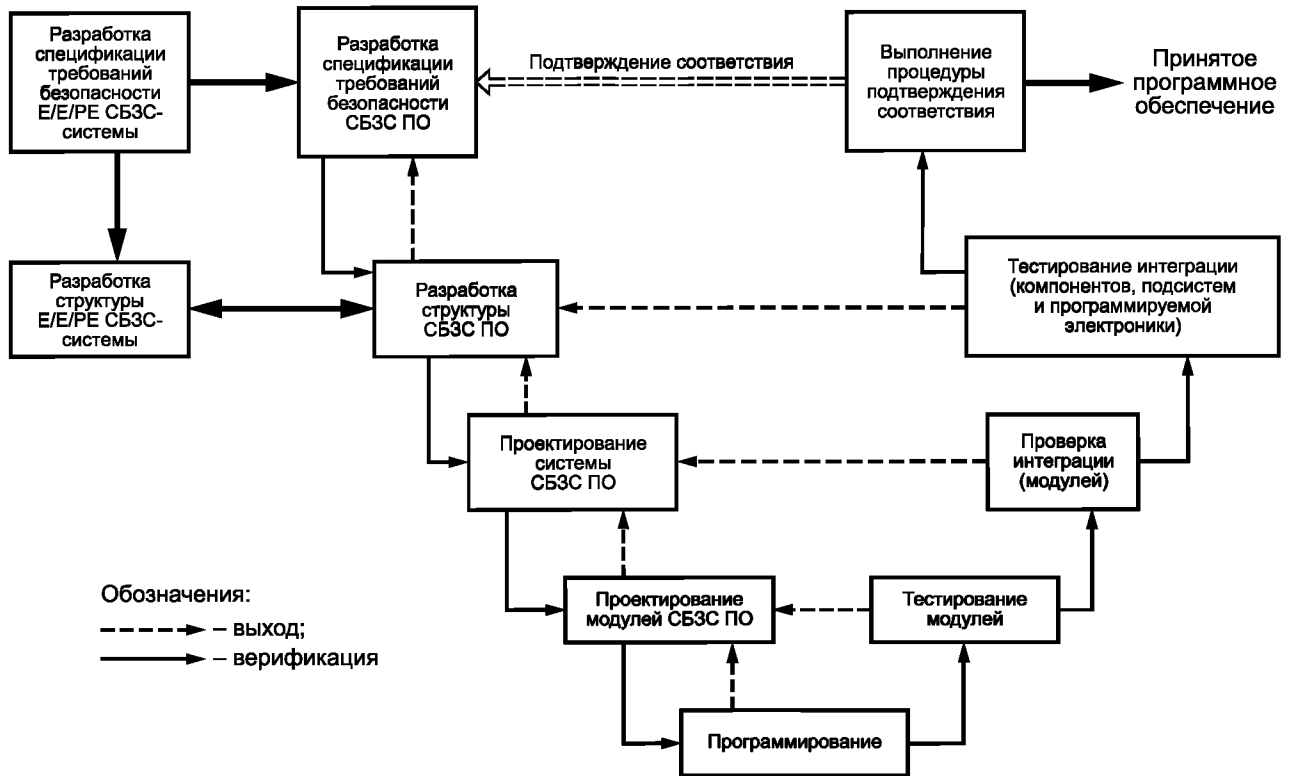 Разработка
спецификации
требований
безопасности
E/E/PE СБЗС-
системы
Разработка
спецификации
требований
безопасности
СБЗС ПО
Подтверждение соответствия
Выполнение
процедуры
подтверждения
соответствия
Принятое
программное
обеспечение
Разработка
структуры
E/E/PE СБЗС-
системы
Разработка
структуры
СБЗС ПО
Тестирование интеграции
(компонентов, подсистем
и программируемой
электроники)
Проектирование
системы
СБЗС ПО
Проверка
интеграции
(модулей)
Проектирование
модулей СБЗС ПО
Тестирование
модулей
Программирование
Обозначения:
– выход;
– верификация